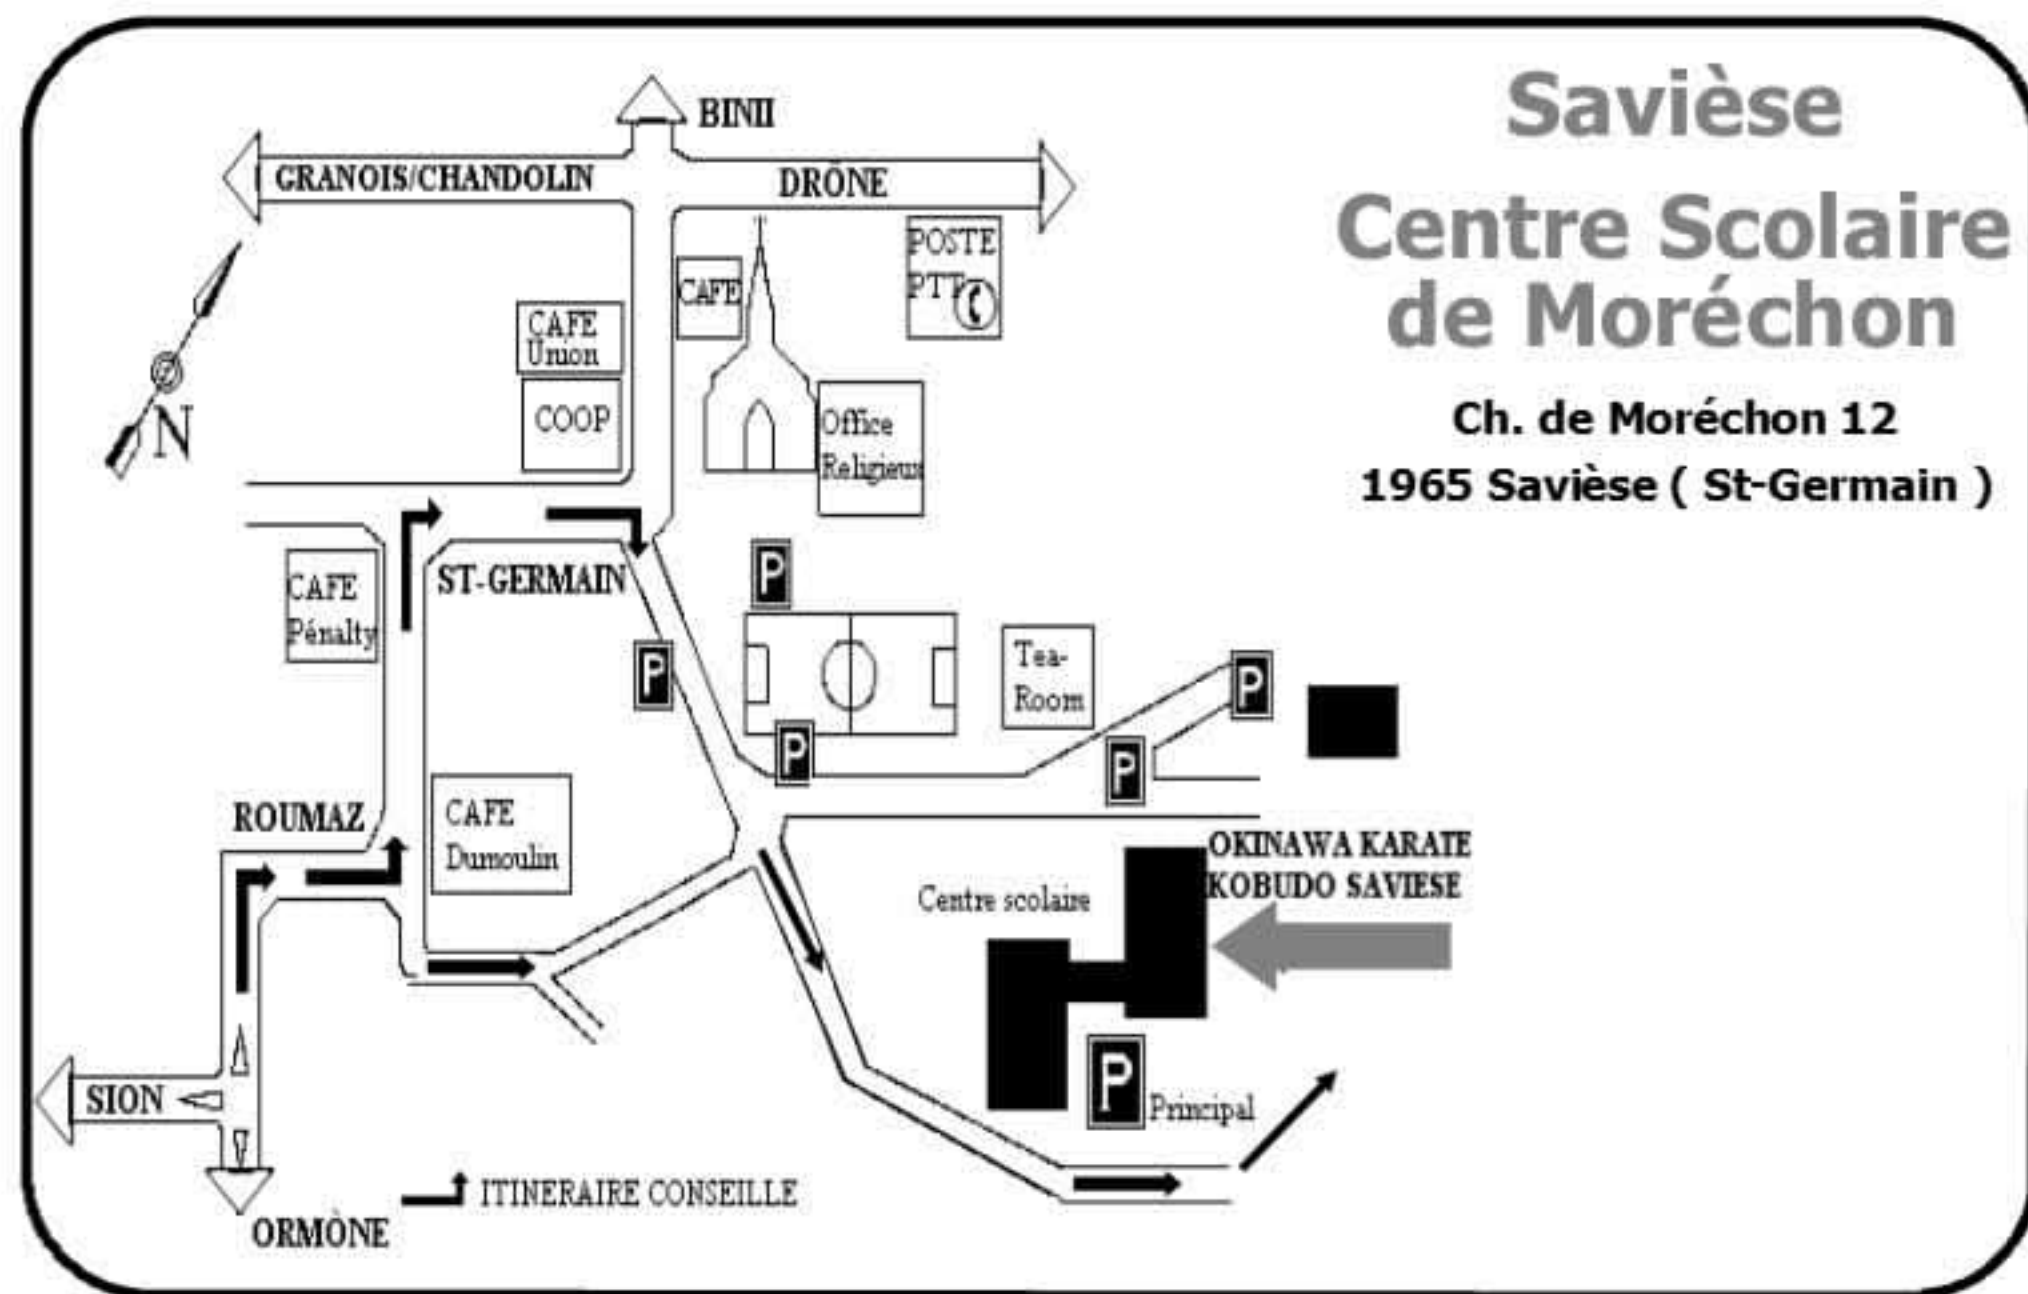 Savièse
Centre Scolaire
de Moréchon
Ch. de Moréchon 12
1965 Savièse ( St-Germain )
BINII
GRANOIS/CHANDOLIN
DRÔNE
POSTE
PTT
CAFE
CAFE
Union
COOP
Office
Religieux
N
CAFE
Pénalty
ST-GERMAIN
P
P
P
Tea-
Room
P
P
ROUMAZ
CAFE
Dumoulin
OKINAWA KARATE
KOBUDO SAVIESE
Centre scolaire
P
Principal
SION
ITINERAIRE CONSEILLE
ORMÔNE